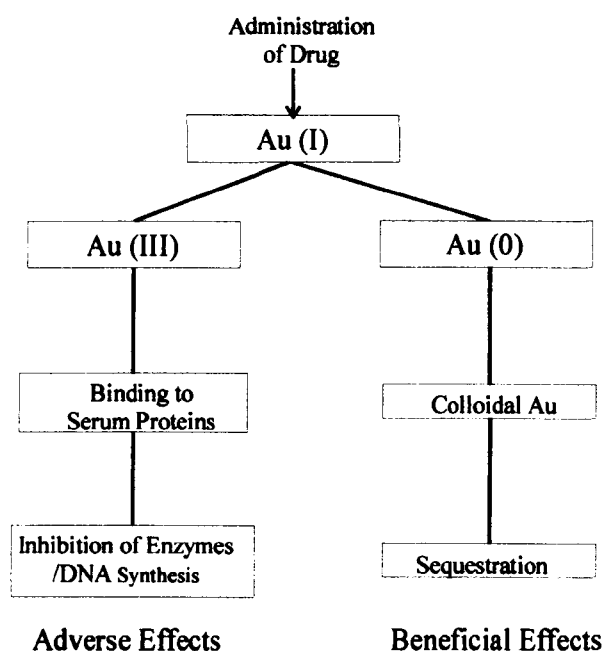 Administration
of Drug
Au (I)
Au (III)
Au (0)
Binding to
Serum Proteins
Colloidal Au
Inhibition of Enzymes
/DNA Synthesis
Sequestration
Adverse Effects
Beneficial Effects